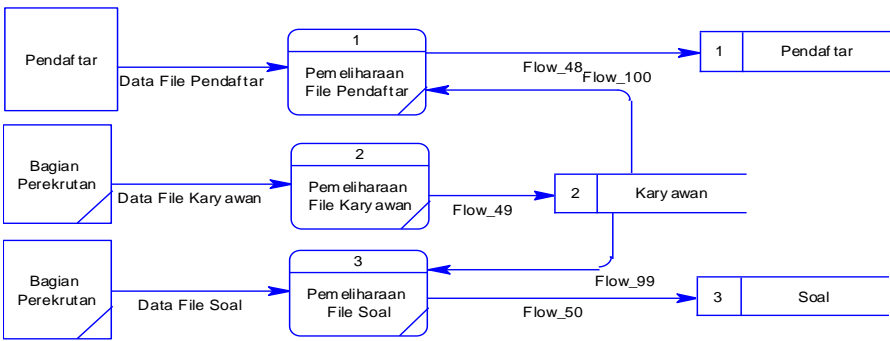 1
Pendaftar
Data File Pendaftar
Pemeliharaan
File Pendaftar
Flow_48
Flow_100
1 Pendaftar
Bagian
Perekrutan
Data File Karyawan
2
Pemeliharaan
File Karyawan
Flow_49
2 Karyawan
Bagian
Perekrutan
Data File Soal
3
Pemeliharaan
File Soal
Flow_99
Flow_50
3 Soal